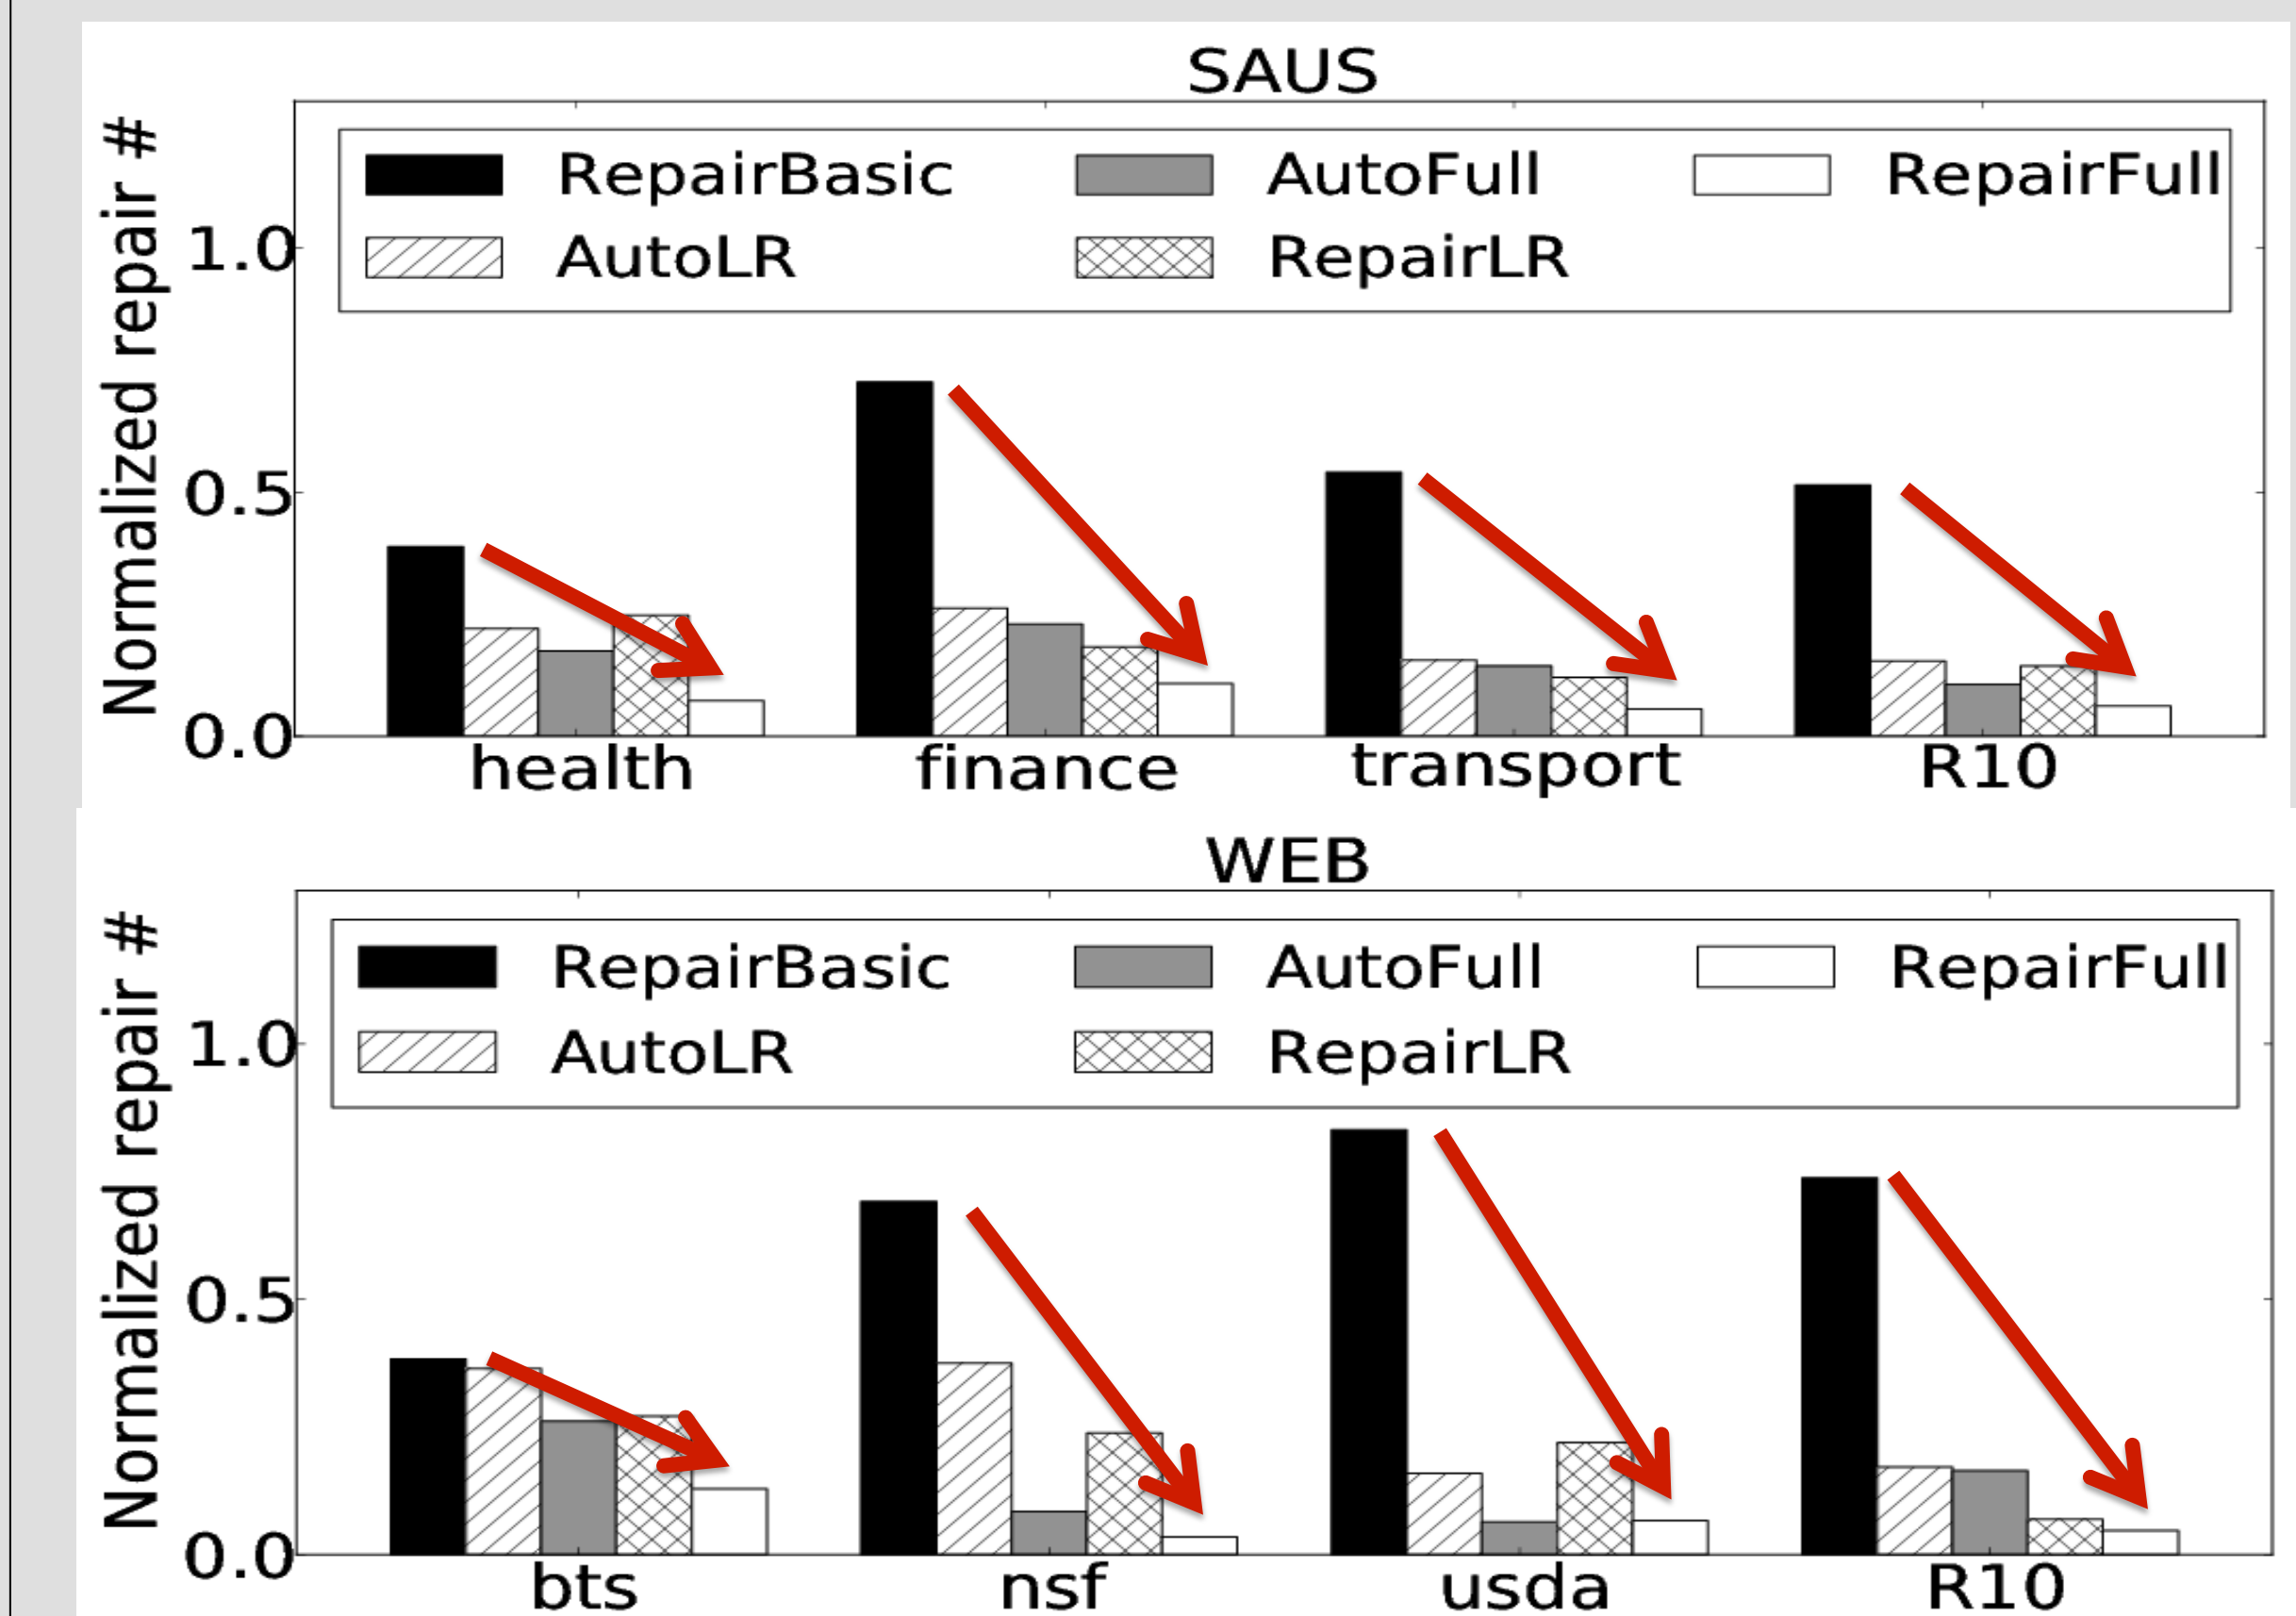 SAUS
Normalized repair #
RepairBasic AutoFull RepairFull
AutoLR RepairLR
1.0
0.5
0.0
health finance transport R10
WEB
Normalized repair #
RepairBasic AutoFull RepairFull
AutoLR RepairLR
1.0
0.5
0.0
bts nsf usda R10